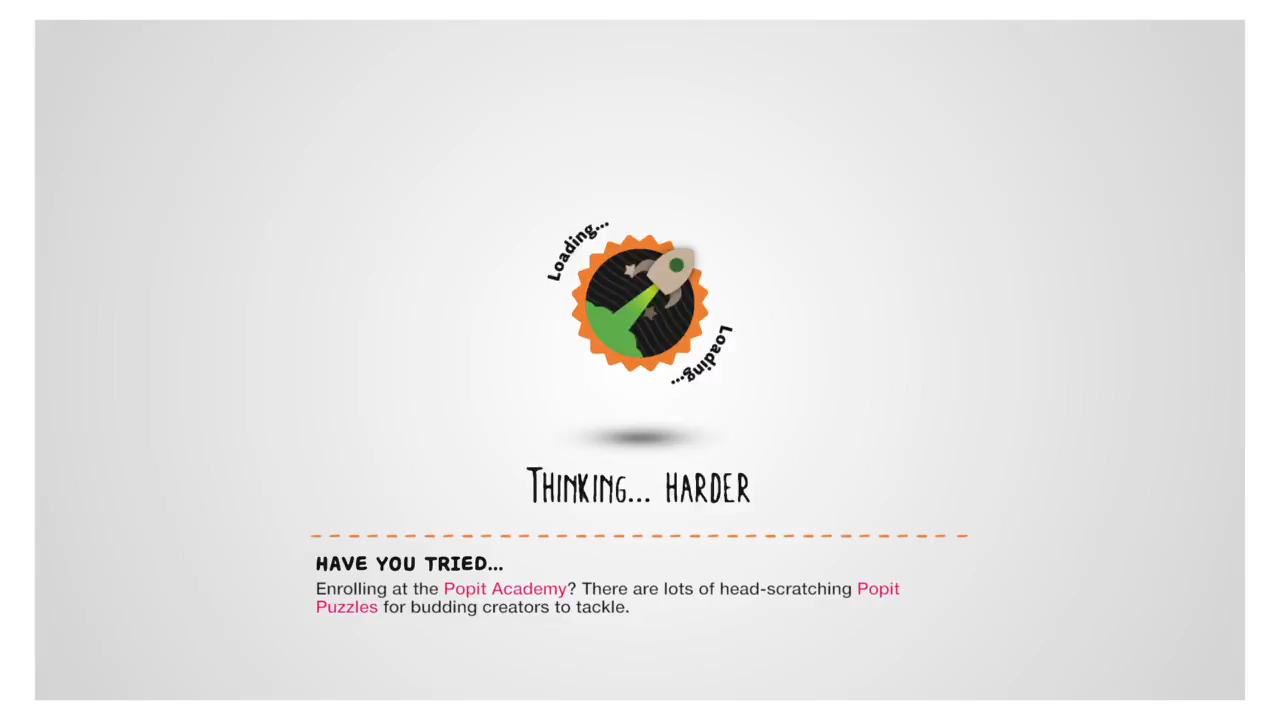 Loading...
Loading...
THINKING... HARDER
HAVE YOU TRIED...
Enrolling at the Popit Academy? There are lots of head-scratching Popit
Puzzles for budding creators to tackle.